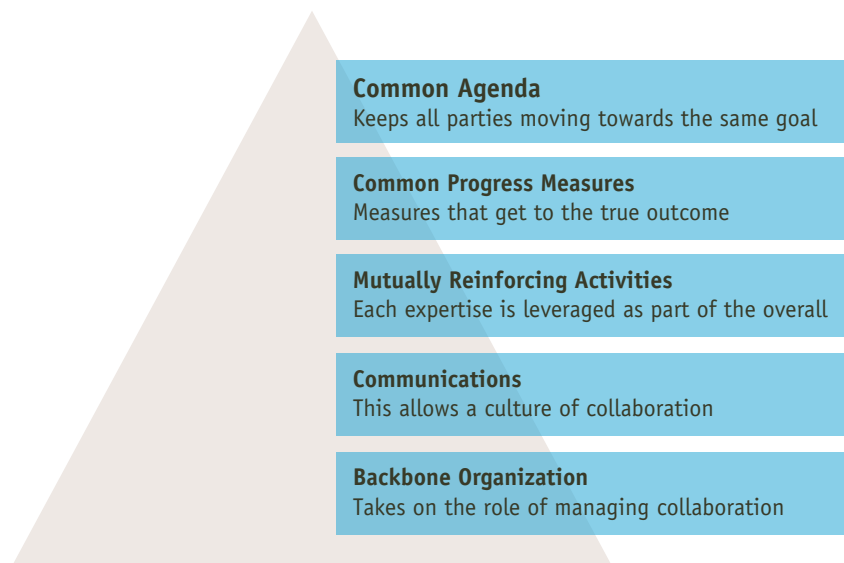 Common Agenda
Keeps all parties moving towards the same goal
Common Progress Measures
Measures that get to the true outcome
Mutually Reinforcing Activities
Each expertise is leveraged as part of the overall
Communications
This allows a culture of collaboration
Backbone Organization
Takes on the role of managing collaboration